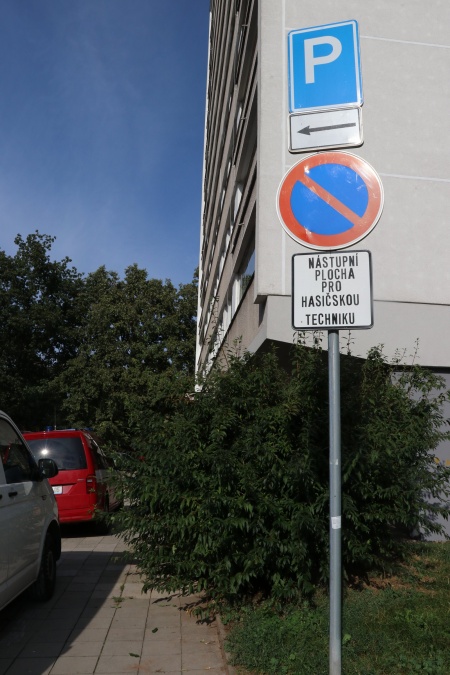 P
NÁSTUPNÍ
PLOCHA
PRO
HASIČSKOU
TECHNIKU